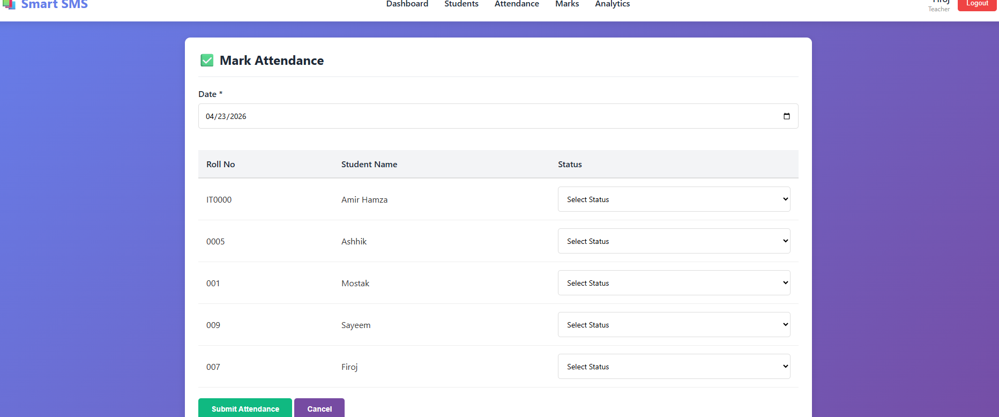 Smart SMS Dashboard Students Attendance Marks Analytics Firoj Logout
Teacher
Mark Attendance
Date *
04/23/2026
Roll No Student Name Status
IT0000 Amir Hamza Select Status
0005 Ashhik Select Status
001 Mostak Select Status
009 Sayeem Select Status
007 Firoj Select Status
Submit Attendance Cancel